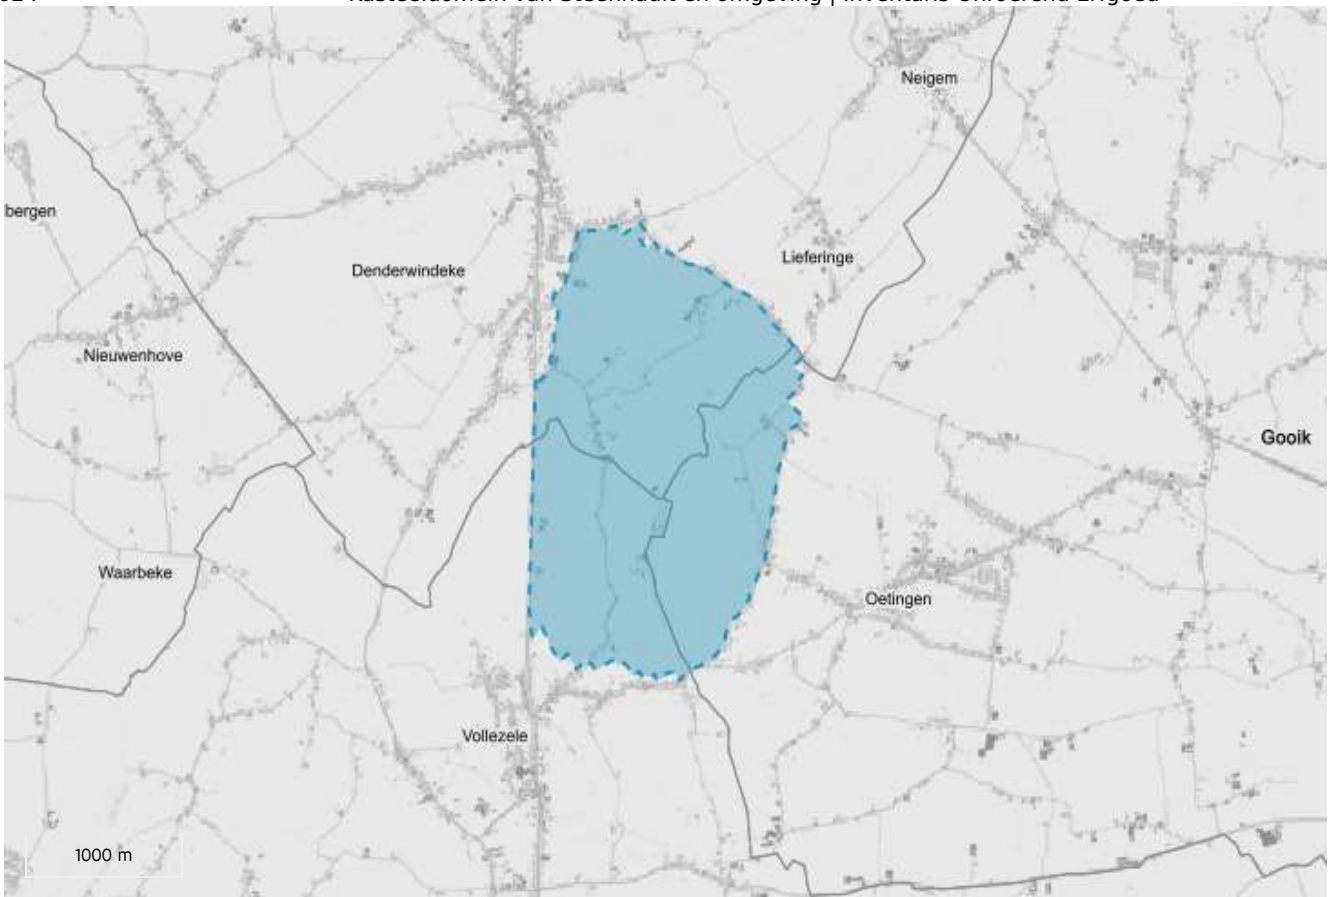 Neigem
bergen
Lieferinge
Denderwindeke
Nieuwenhove
Gooik
Waarbeke
Oetingen
Vollezele
1000 m